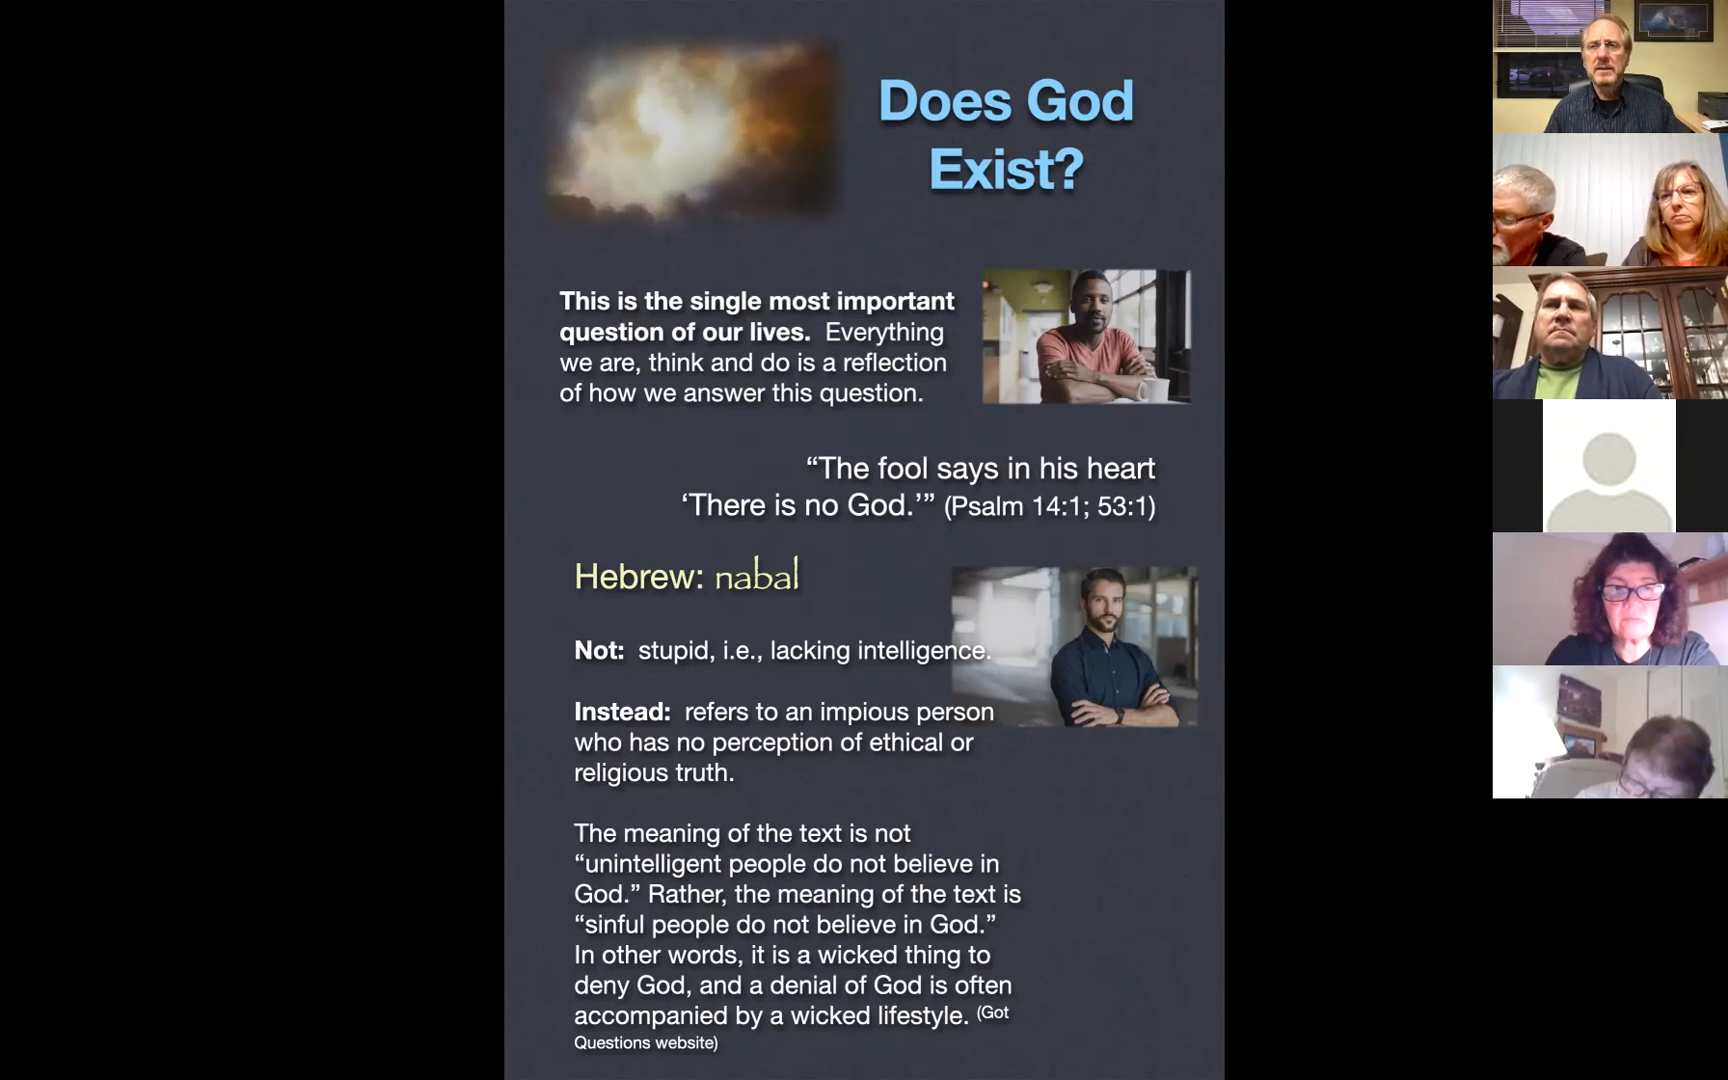 Does God
Exist?
This is the single most important
question of our lives.  Everything
we are, think and do is a reflection
of how we answer this question.
“The fool says in his heart
‘There is no God.’” (Psalm 14:1; 53:1)
Hebrew: nabal
Not:  stupid, i.e., lacking intelligence.
Instead:  refers to an impious person
who has no perception of ethical or
religious truth.
The meaning of the text is not
“unintelligent people do not believe in
God.” Rather, the meaning of the text is
“sinful people do not believe in God.”
In other words, it is a wicked thing to
deny God, and a denial of God is often
accompanied by a wicked lifestyle. (Got
Questions website)